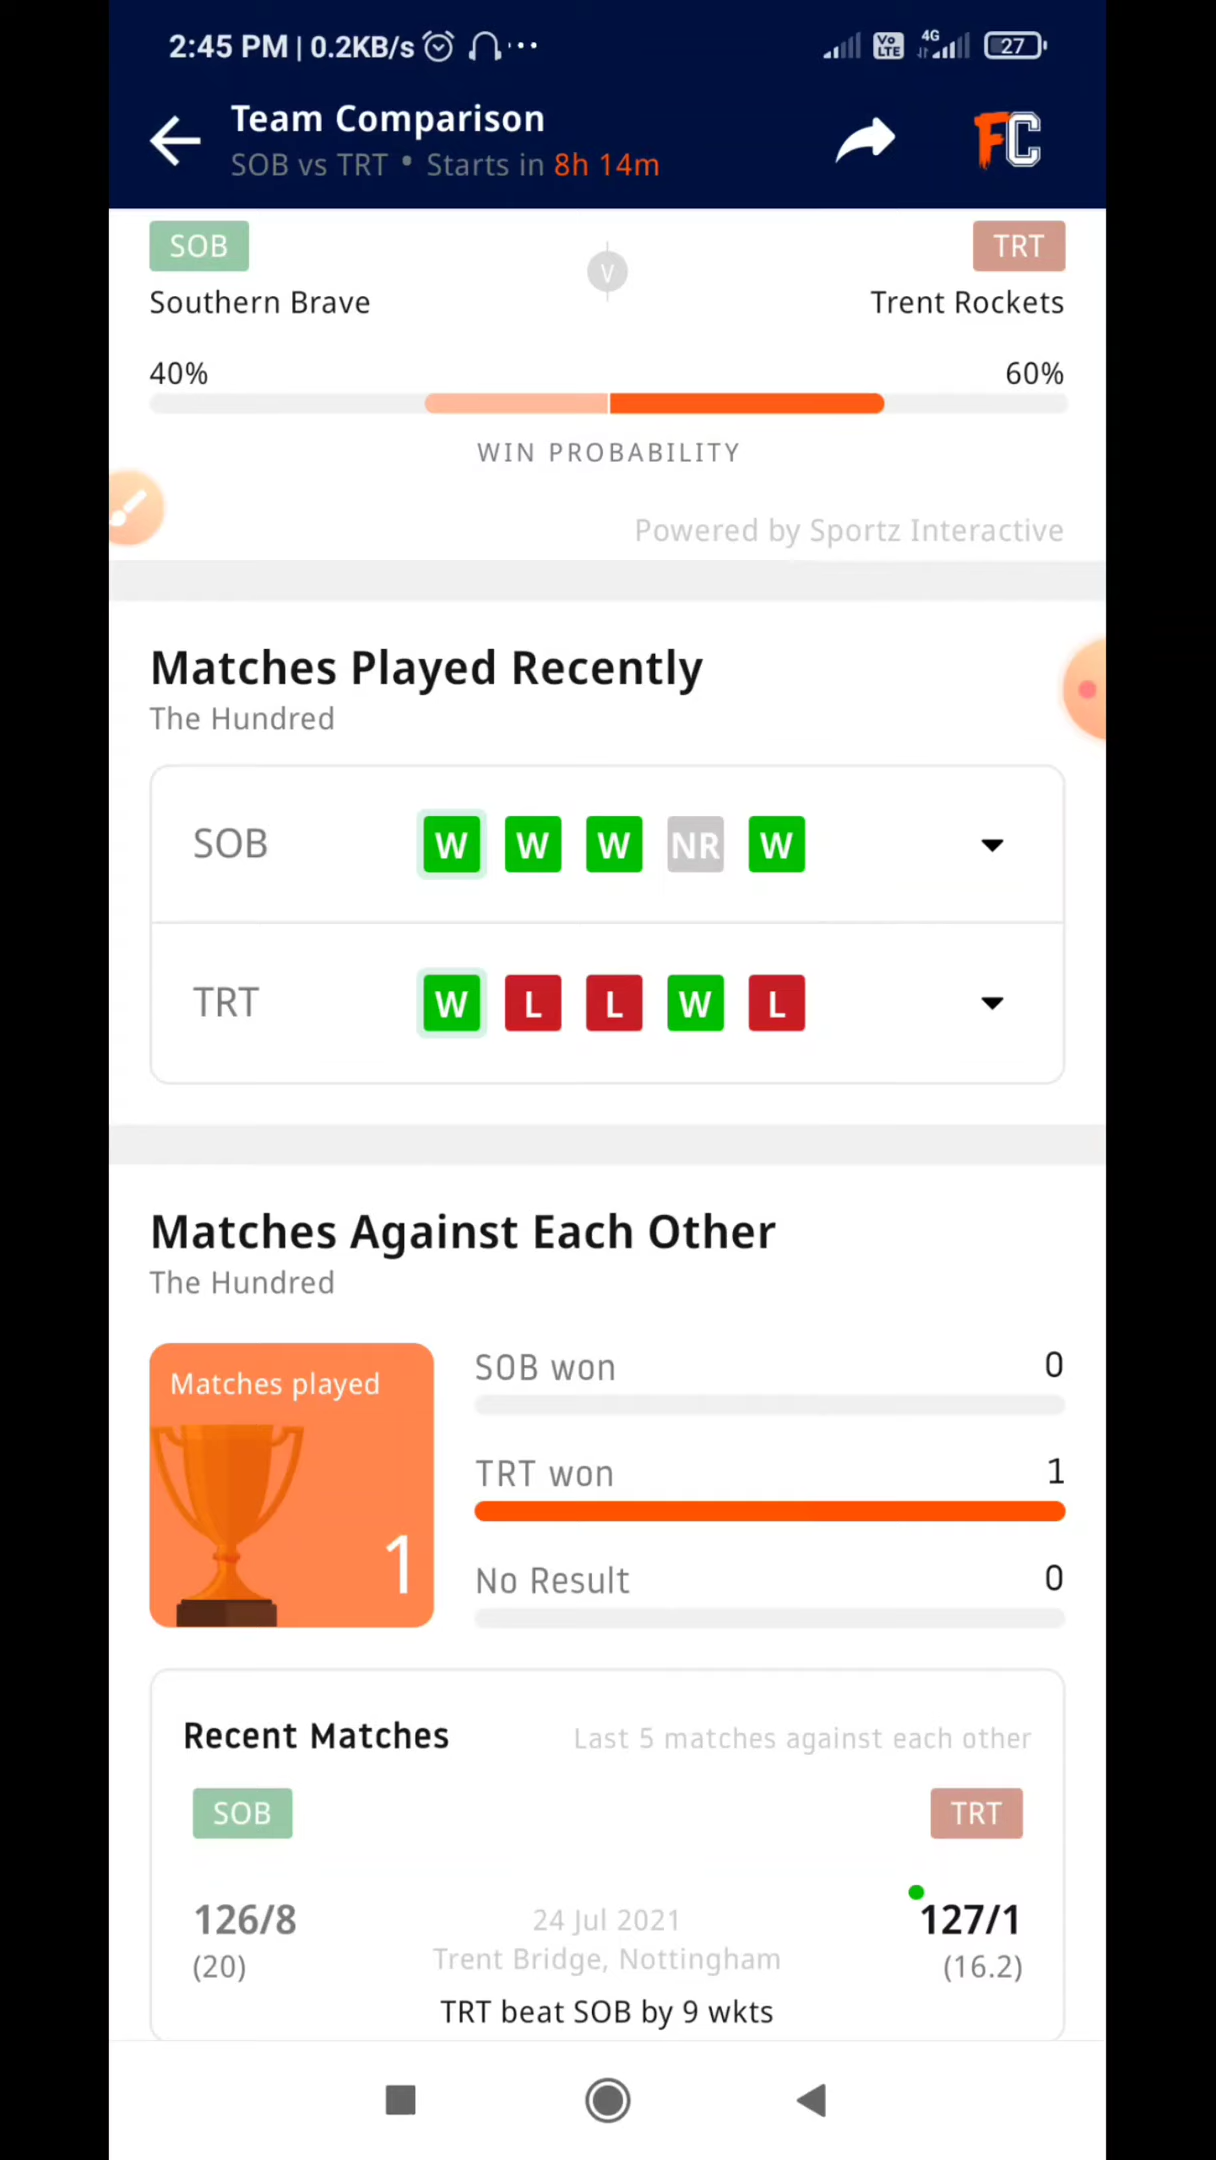 2:45 PM | 0.2KB/s ...
Vo LTE 4G 27
Team Comparison
SOB vs TRT • Starts in 8h 14m
FC
SOB V TRT
Southern Brave Trent Rockets
40% 60%
WIN PROBABILITY
Powered by Sportz Interactive
Matches Played Recently
The Hundred
SOB W W W NR W
TRT W L L W L
Matches Against Each Other
The Hundred
Matches played
1
SOB won 0
TRT won 1
No Result 0
Recent Matches Last 5 matches against each other
SOB TRT
126/8 24 Jul 2021 127/1
(20) Trent Bridge, Nottingham (16.2)
TRT beat SOB by 9 wkts